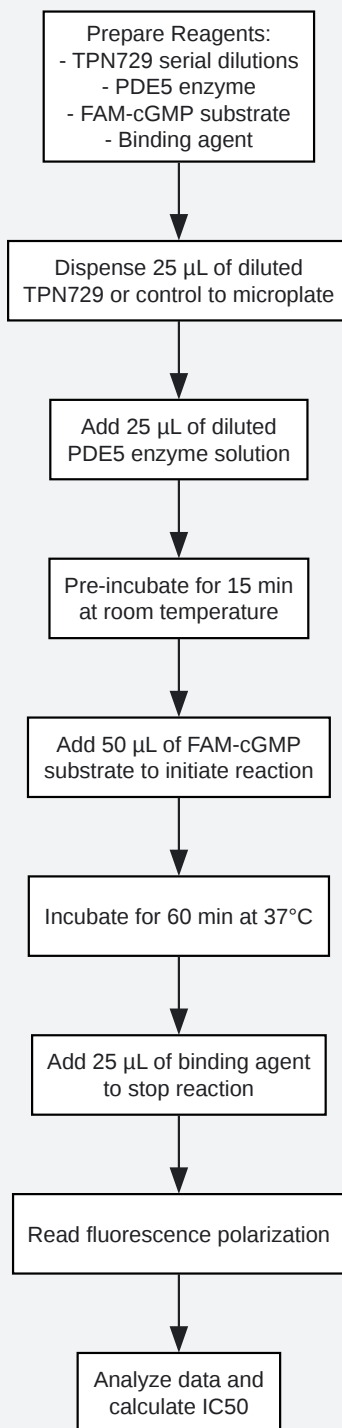 Prepare Reagents:
- TPN729 serial dilutions
- PDE5 enzyme
- FAM-cGMP substrate
- Binding agent
Dispense 25 µL of diluted
TPN729 or control to microplate
Add 25 µL of diluted
PDE5 enzyme solution
Pre-incubate for 15 min
at room temperature
Add 50 µL of FAM-cGMP
substrate to initiate reaction
Incubate for 60 min at 37°C
Add 25 µL of binding agent
to stop reaction
Read fluorescence polarization
Analyze data and
calculate IC50